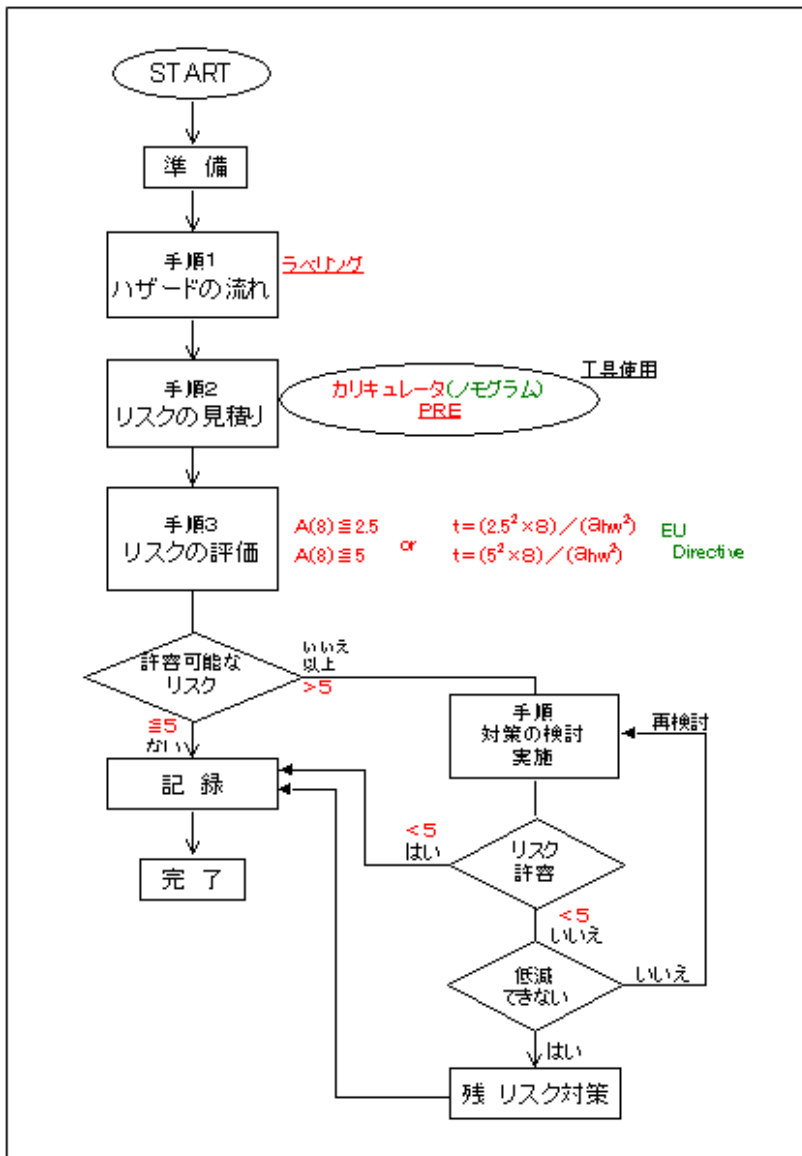 START
準 備
手順1
ハザードの流れ
ラベリング
手順2
リスクの見積り
カリキュレータ(ノモグラム)
PRE
工具使用
手順3
リスクの評価
A(8)≦2.5
A(8)≦5
or
t=(2.5²×8)/(ahw²)
t=(5²×8)/(ahw²)
EU
Directive
許容可能な
リスク
いいえ
以上
>5
≦5
ない
手順
対策の検討
実施
再検討
記 録
<5
はい
リスク
許容
完 了
<5
いいえ
低減
できない
いいえ
はい
残 リスク対策